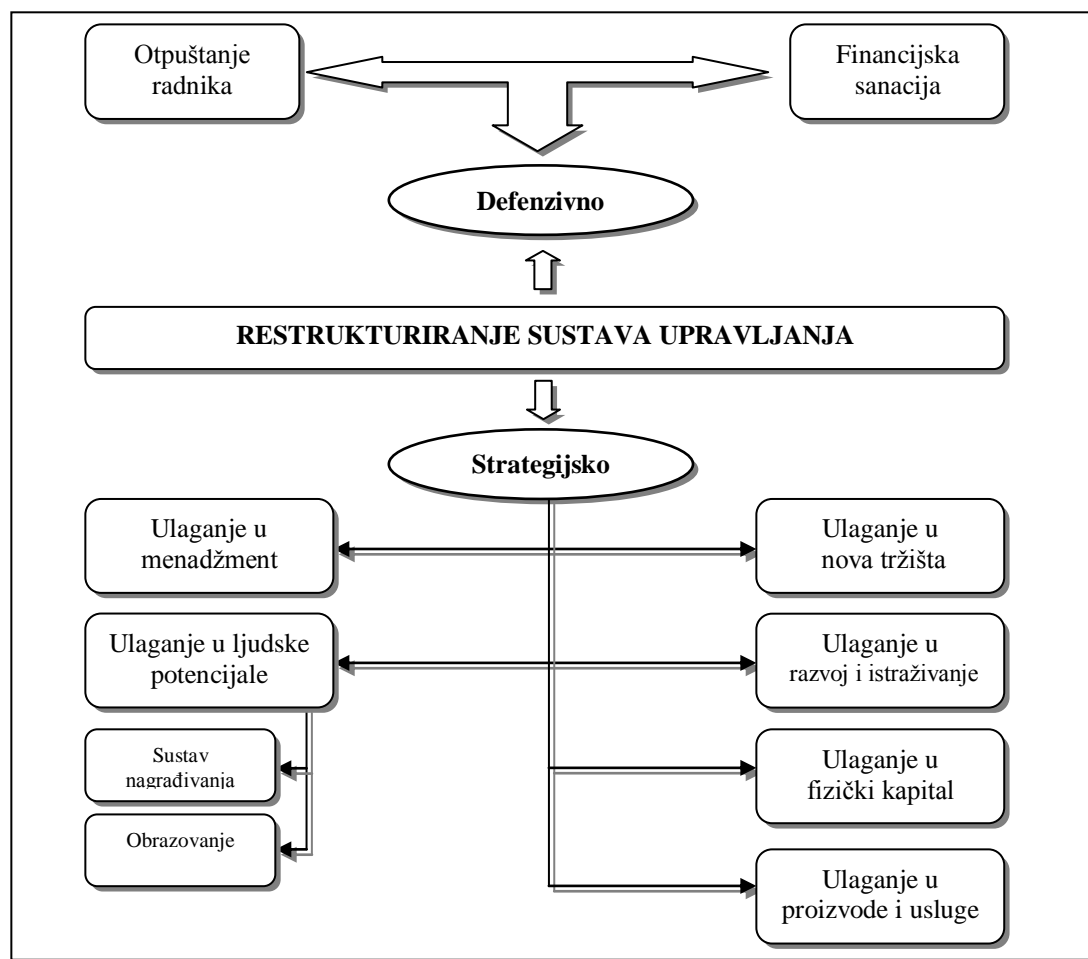 Otpuštanje
radnika
Financijska
sanacija
Defenzivno
RESTRUKTURIRANJE SUSTAVA UPRAVLJANJA
Strategijsko
Ulaganje u
menadžment
Ulaganje u
nova tržišta
Ulaganje u ljudske
potencijale
Ulaganje u
razvoj i istraživanje
Sustav
nagrađivanja
Ulaganje u
fizički kapital
Obrazovanje
Ulaganje u
proizvode i usluge